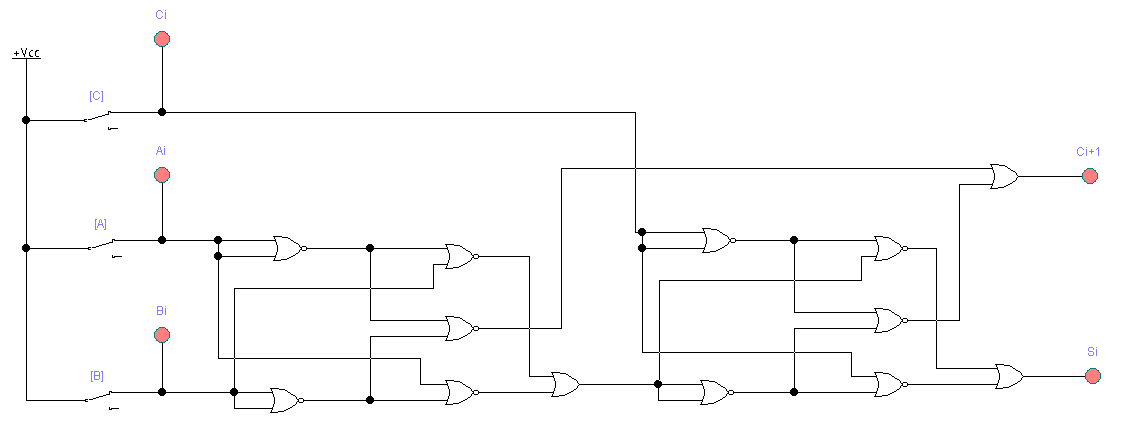 Ci
+Vcc
[C]
Ai
Ci+1
[A]
Bi
Si
[B]